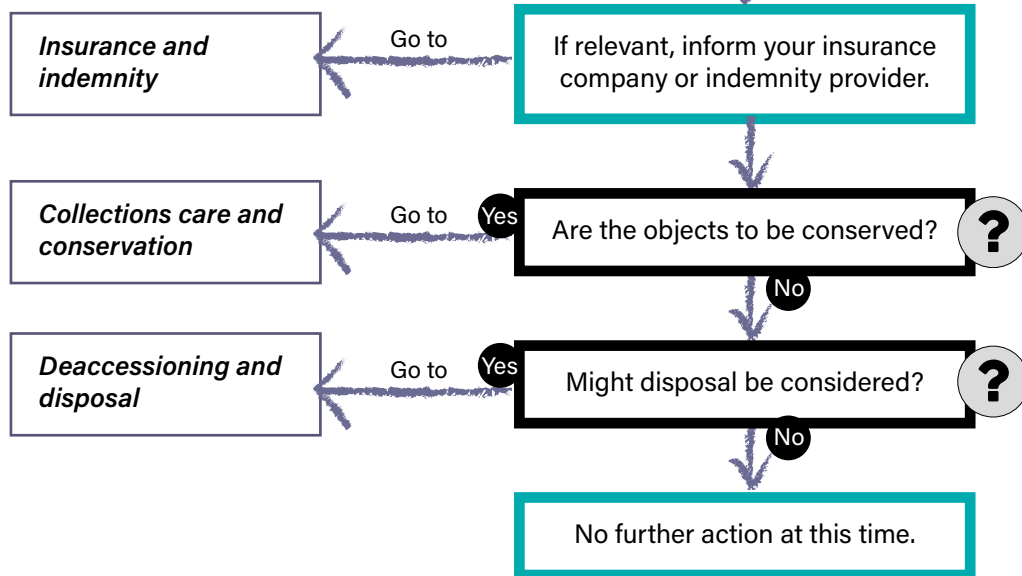 If relevant, inform your insurance
company or indemnity provider.
Go to
Insurance and
indemnity
Are the objects to be conserved?
?
Yes
Go to
Collections care and
conservation
No
Might disposal be considered?
?
Yes
Go to
Deaccessioning and
disposal
No
No further action at this time.